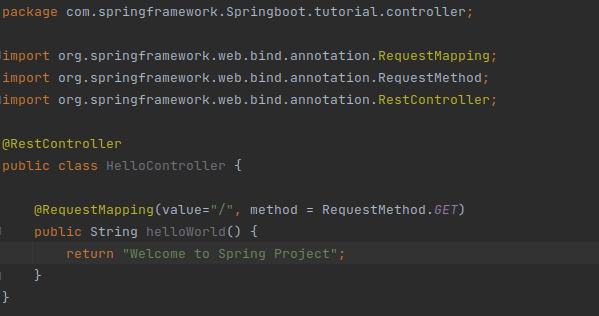 package com.springframework.Springboot.tutorial.controller;
import org.springframework.web.bind.annotation.RequestMapping;
import org.springframework.web.bind.annotation.RequestMethod;
import org.springframework.web.bind.annotation.RestController;
@RestController
public class HelloController {
@RequestMapping(value="/", method = RequestMethod.GET)
public String helloWorld() {
return "Welcome to Spring Project";
}
}